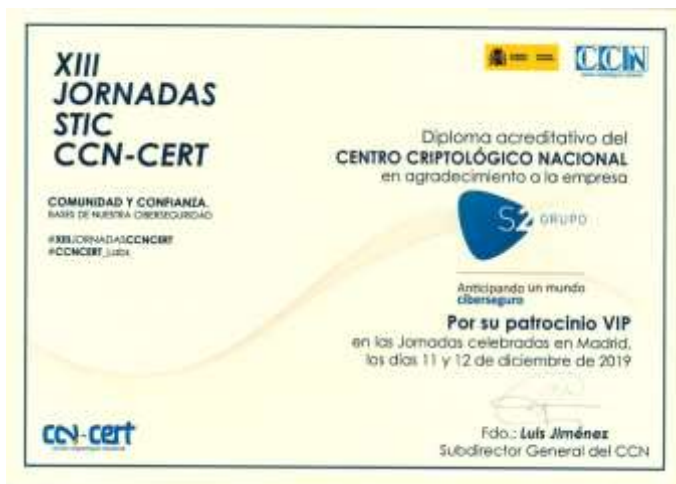 XIII
JORNADAS
STIC
CCN-CERT
COMUNIDAD Y CONFIANZA.
BASES DE NUESTRA CIBERSEGURIDAD
#XIIIJORNADASCCNCERT
#CCNCERT_
CCN
Diploma acreditativo del
CENTRO CRIPTOLÓGICO NACIONAL
en agradecimiento a la empresa
S2 GRUPO
Anticipando un mundo
ciberseguro
Por su patrocinio VIP
en las Jornadas celebradas en Madrid,
los días 11 y 12 de diciembre de 2019
Fdo.: Luis Jiménez
Subdirector General del CCN
ccn-cert